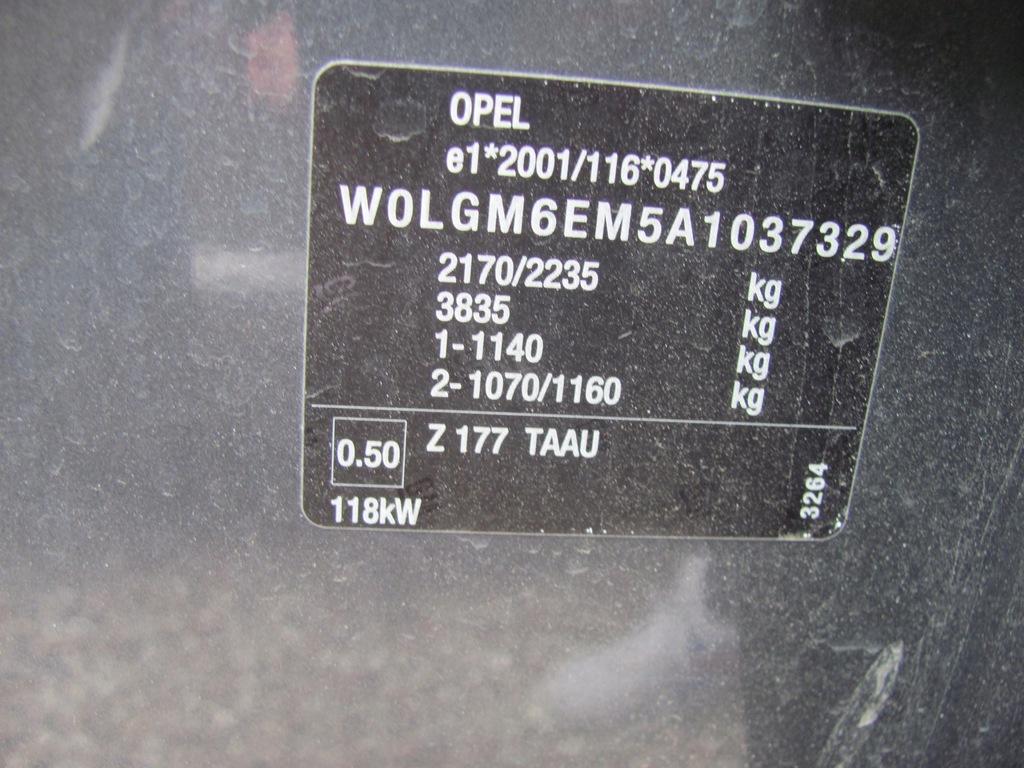 OPEL
e1*2001/116*0475
W0LGM6EM5A1037329
2170/2235 kg
3835 kg
1-1140 kg
2-1070/1160 kg
0.50 Z 177 TAAU
118kW
3264